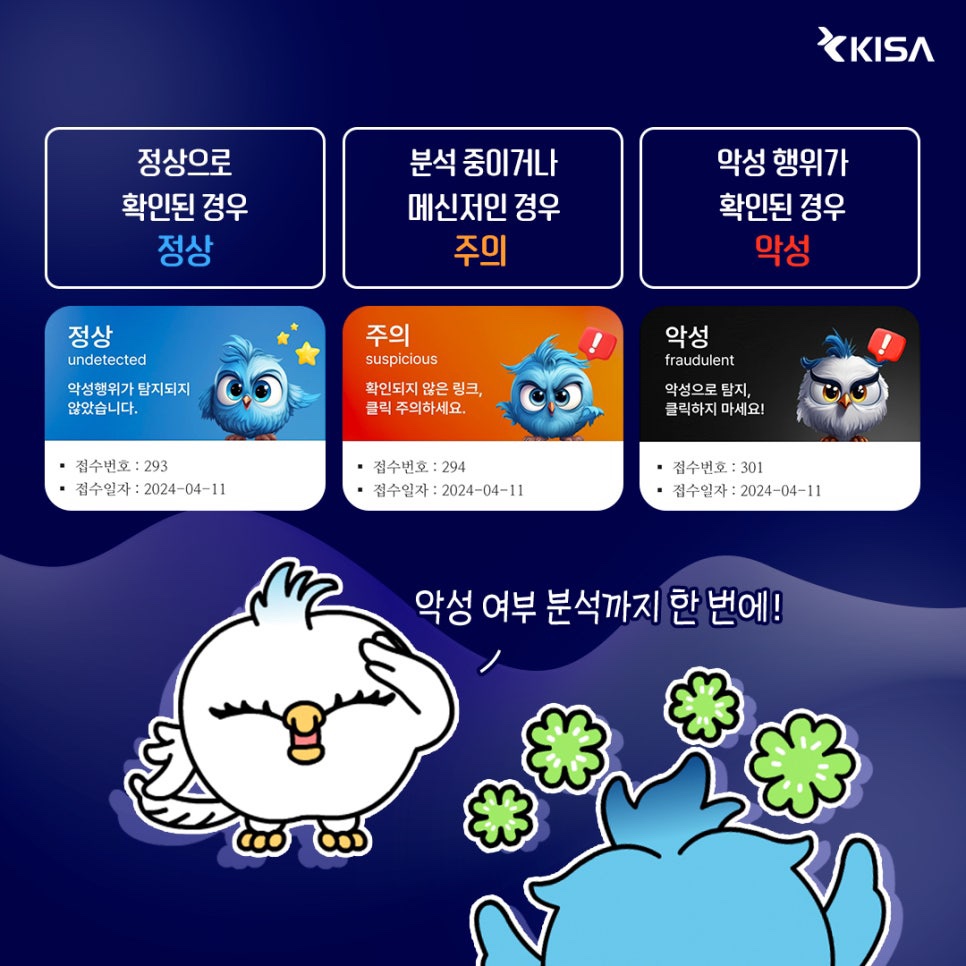 KISA
정상으로
확인된 경우
정상
분석 중이거나
메신저인 경우
주의
악성 행위가
확인된 경우
악성
정상
undetected
악성행위가 탐지되지
않았습니다.
▪ 접수번호 : 293
▪ 접수일자 : 2024-04-11
주의
suspicious
확인되지 않은 링크,
클릭 주의하세요.
▪ 접수번호 : 294
▪ 접수일자 : 2024-04-11
악성
fraudulent
악성으로 탐지,
클릭하지 마세요!
▪ 접수번호 : 301
▪ 접수일자 : 2024-04-11
악성 여부 분석까지 한 번에!